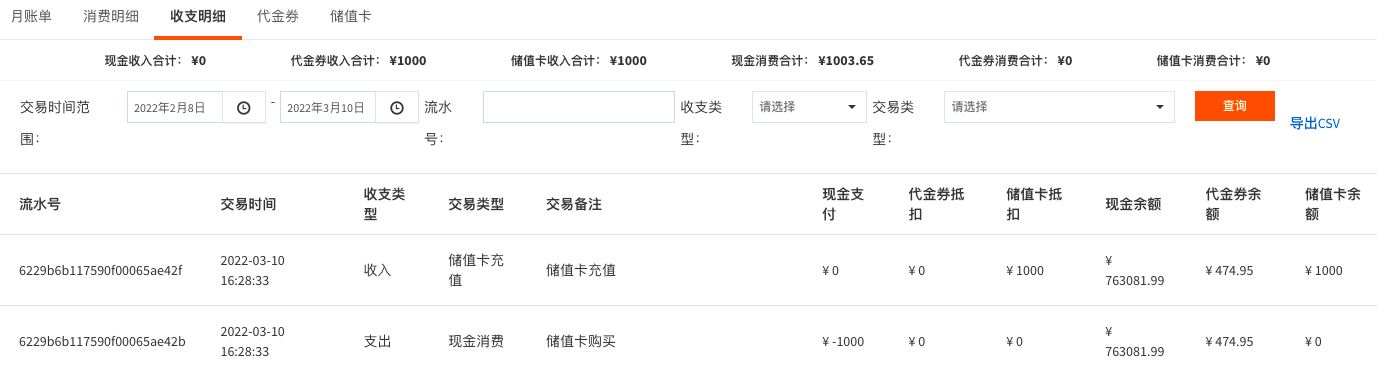 月账单 消费明细 收支明细 代金券 储值卡
现金收入合计： ¥0 代金券收入合计： ¥1000 储值卡收入合计： ¥1000 现金消费合计： ¥1003.65 代金券消费合计： ¥0 储值卡消费合计： ¥0
交易时间范 2022年2月8日 - 2022年3月10日 流水 收支类 请选择 交易类 请选择 查询
围： 号： 型： 型： 导出CSV
流水号 交易时间 收支类 交易类型 交易备注 现金支 代金券抵 储值卡抵 现金余额 代金券余 储值卡余
型 付 扣 扣 额 额
6229b6b117590f00065ae42f 2022-03-10 收入 储值卡充 储值卡充值 ¥ 0 ¥ 0 ¥ 1000 ¥ ¥ 474.95 ¥ 1000
16:28:33 值 763081.99
6229b6b117590f00065ae42b 2022-03-10 支出 现金消费 储值卡购买 ¥ -1000 ¥ 0 ¥ 0 ¥ ¥ 474.95 ¥ 0
16:28:33 763081.99